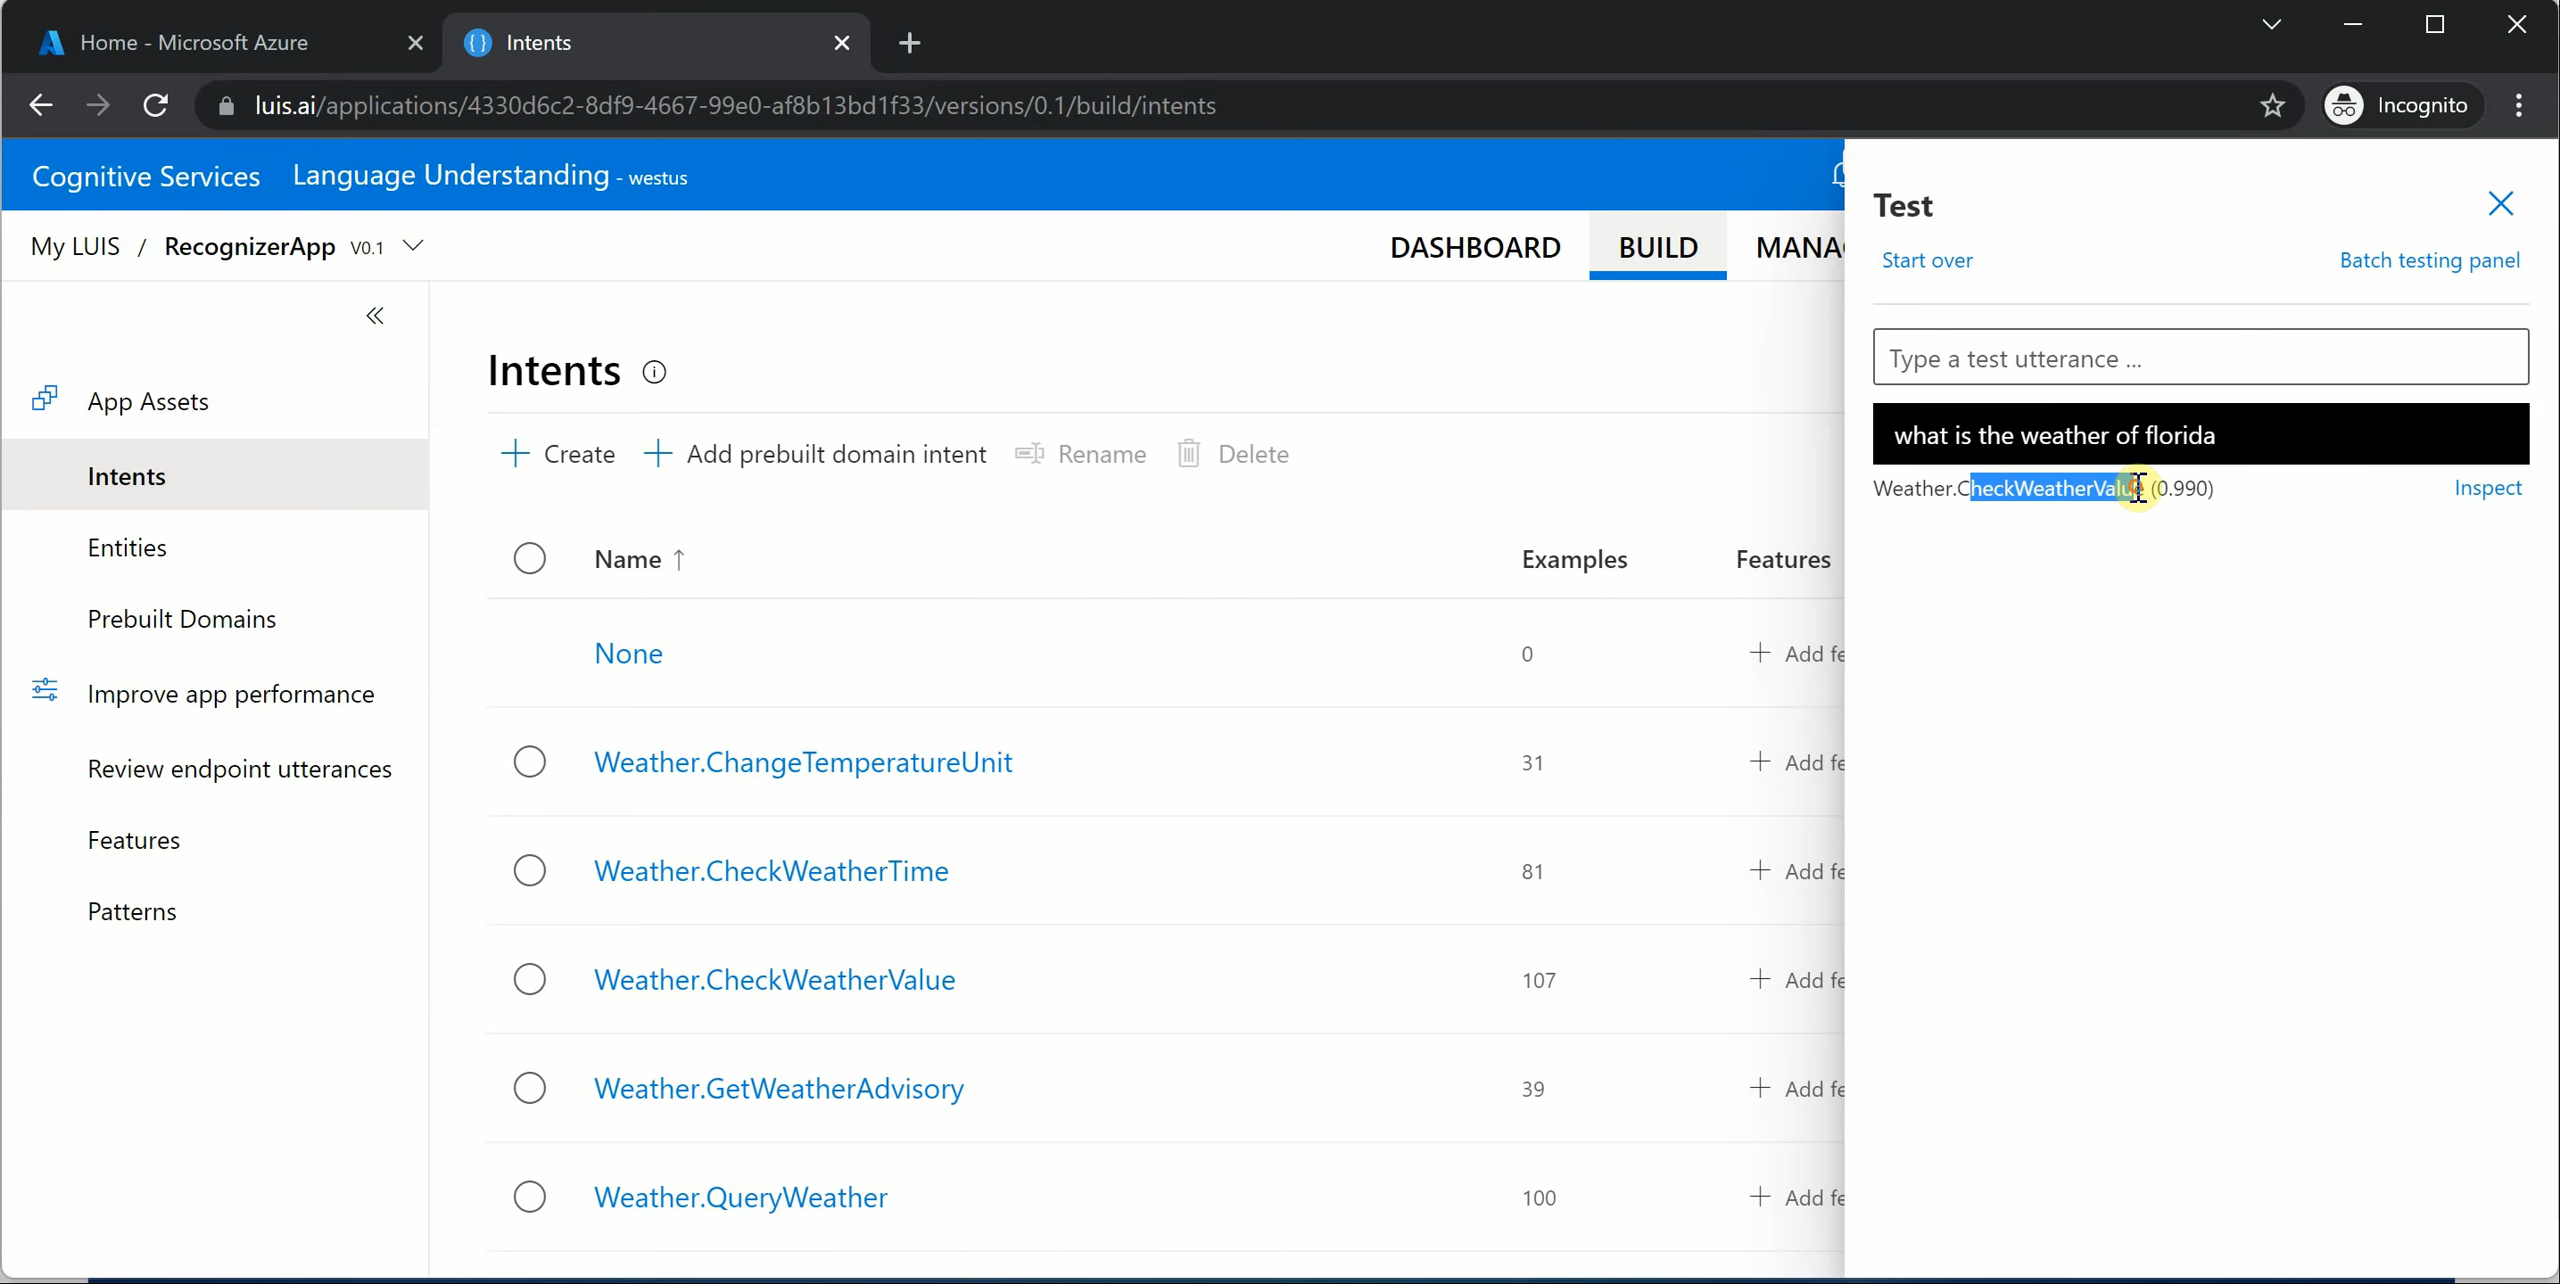 Home - Microsoft Azure
Intents
luis.ai/applications/4330d6c2-8df9-4667-99e0-af8b13bd1f33/versions/0.1/build/intents
Incognito
Cognitive Services
Language Understanding - westus
My LUIS / RecognizerApp V0.1
DASHBOARD
BUILD
MANA
App Assets
Intents
Entities
Prebuilt Domains
Improve app performance
Review endpoint utterances
Features
Patterns
Intents
Create
Add prebuilt domain intent
Rename
Delete
Name ↑ Examples Features
None 0 + Add fe
Weather.ChangeTemperatureUnit 31 + Add fe
Weather.CheckWeatherTime 81 + Add fe
Weather.CheckWeatherValue 107 + Add fe
Weather.GetWeatherAdvisory 39 + Add fe
Weather.QueryWeather 100 + Add fe
Test
Start over
Batch testing panel
Type a test utterance ...
what is the weather of florida
Weather.CheckWeatherValue (0.990)
Inspect